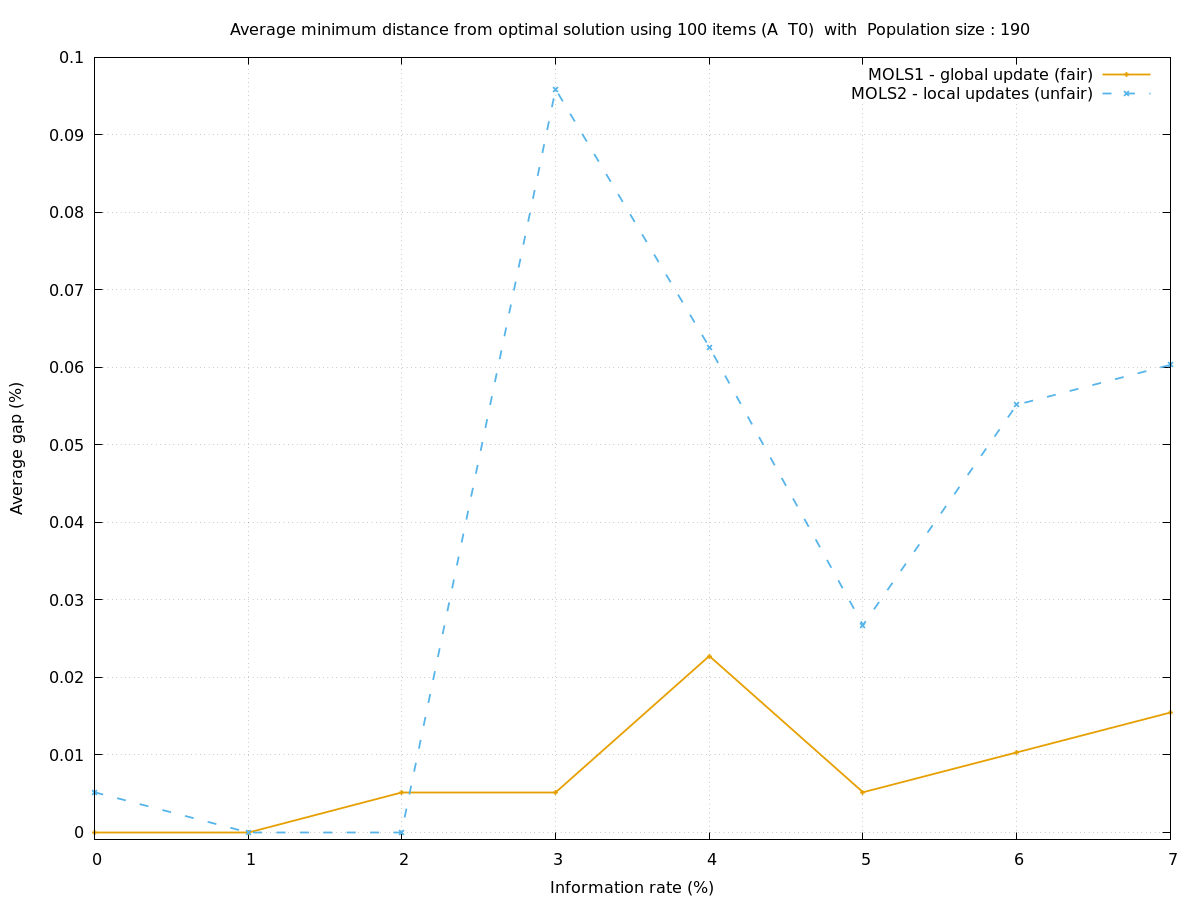 Average minimum distance from optimal solution using 100 items (A  T0)  with  Population size : 190
MOLS1 - global update (fair)
MOLS2 - local updates (unfair)
0.1
0.09
0.08
0.07
0.06
0.05
0.04
0.03
0.02
0.01
0
Average gap (%)
0 1 2 3 4 5 6 7
Information rate (%)